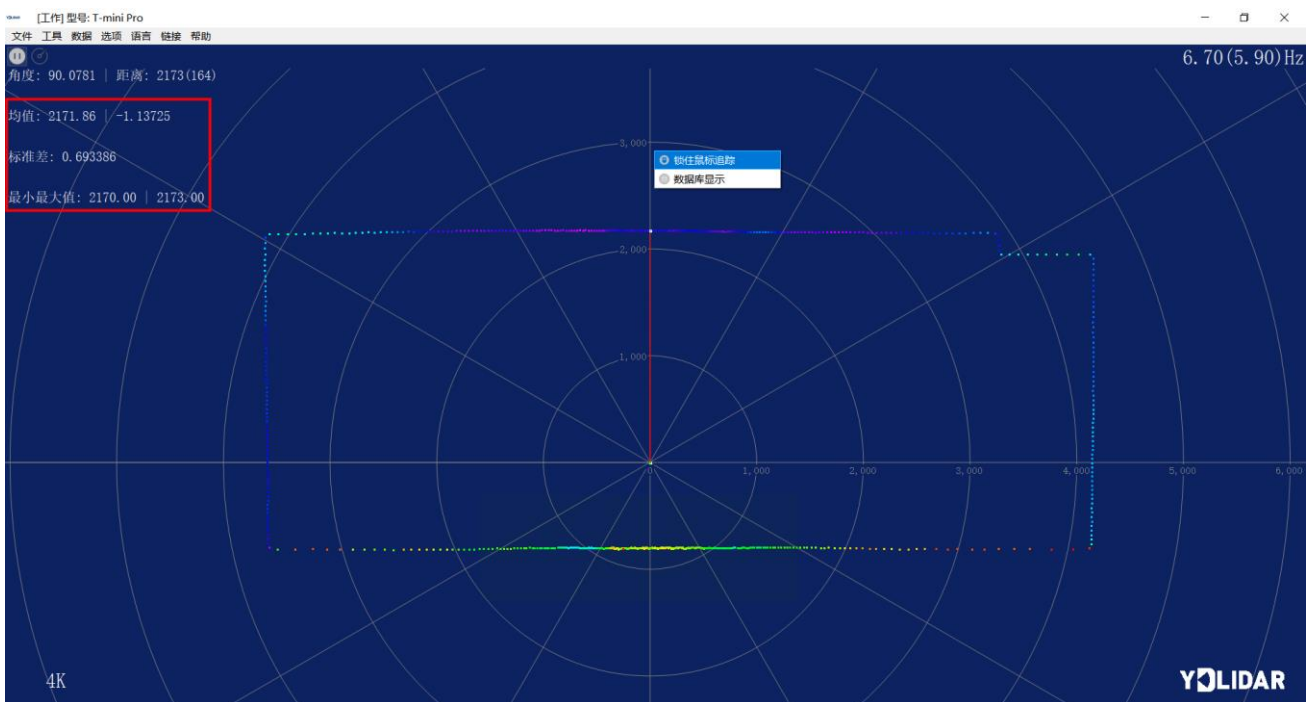 [工作] 型号: T-mini Pro
文件 工具 数据 选项 语言 链接 帮助
6.70(5.90)Hz
角度: 90.0781 | 距离: 2173(164)
均值: 2171.86 | -1.13725
标准差: 0.693386
最小最大值: 2170.00 | 2173.00
3,000
锁住鼠标追踪
数据库显示
2,000
1,000
0 1,000 2,000 3,000 4,000 5,000 6,000
4K
YDLIDAR